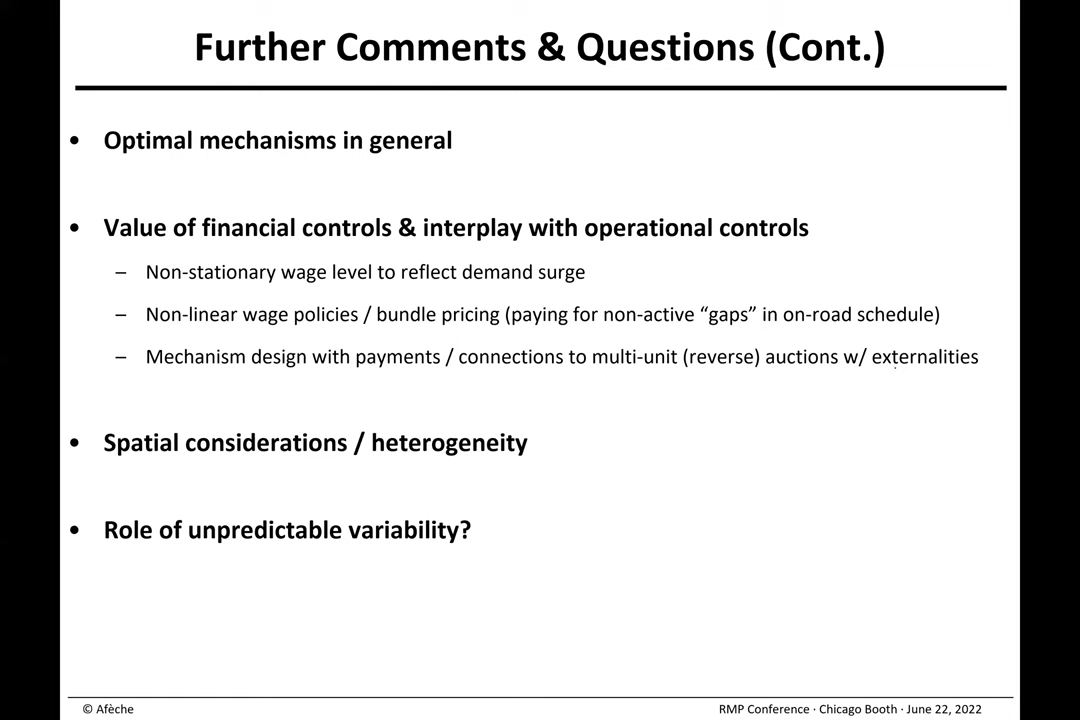 Further Comments & Questions (Cont.)
• Optimal mechanisms in general
• Value of financial controls & interplay with operational controls
– Non-stationary wage level to reflect demand surge
– Non-linear wage policies / bundle pricing (paying for non-active “gaps” in on-road schedule)
– Mechanism design with payments / connections to multi-unit (reverse) auctions w/ externalities
• Spatial considerations / heterogeneity
• Role of unpredictable variability?
© Afèche
RMP Conference · Chicago Booth · June 22, 2022